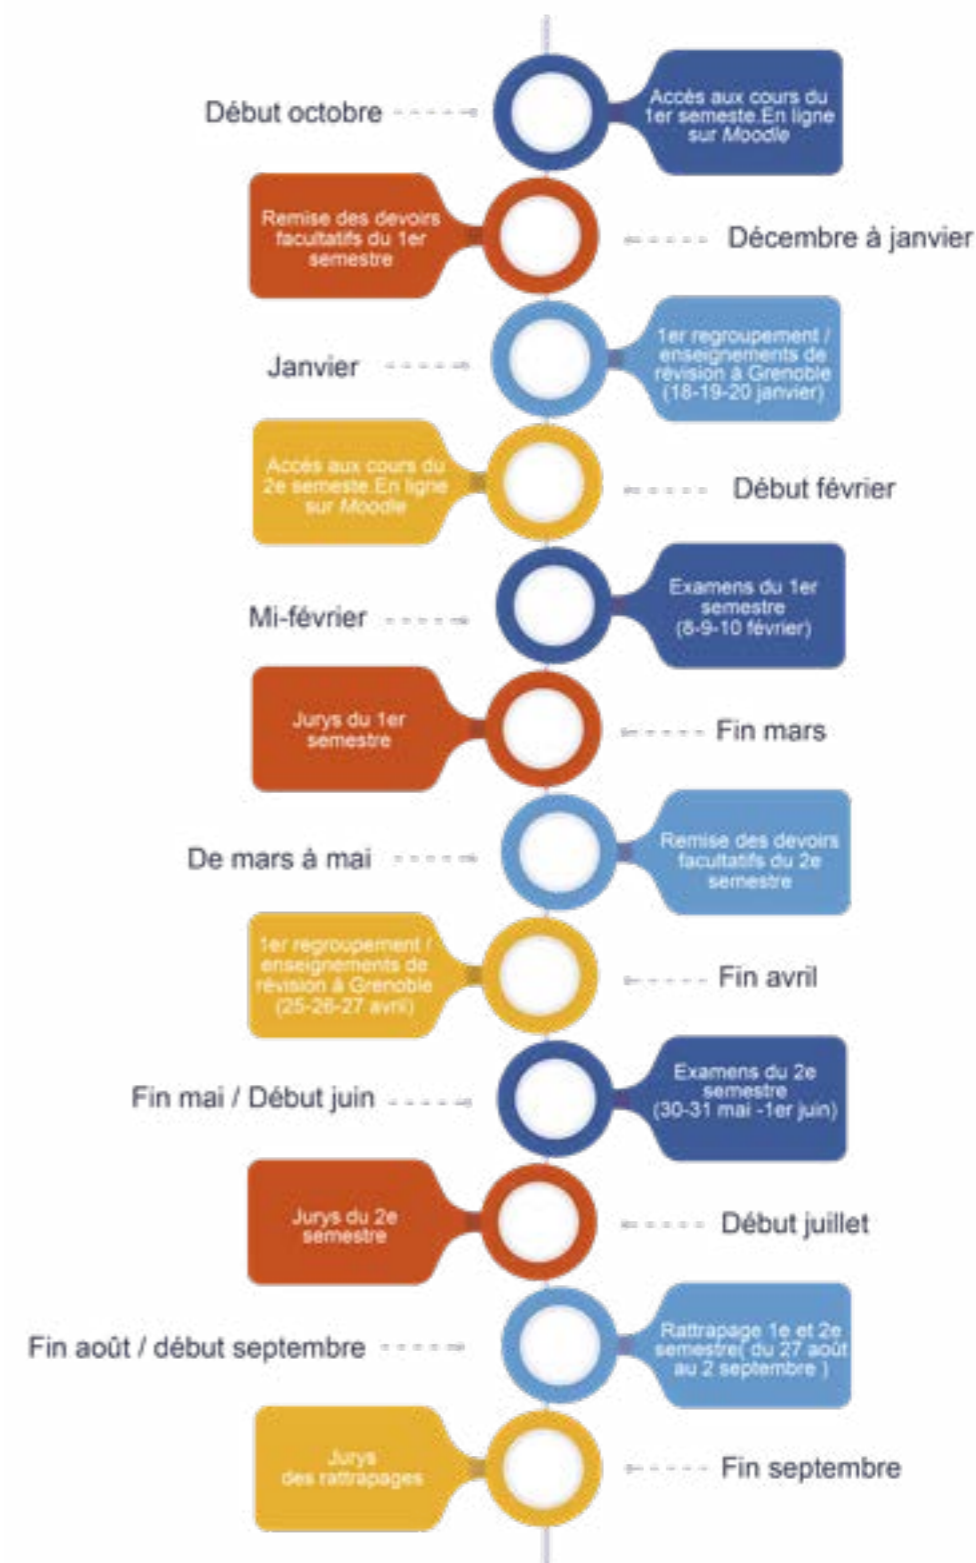 Début octobre
Accès aux cours du
1er semeste.En ligne
sur Moodle
Remise des devoirs
facultatifs du 1er
semestre
Décembre à janvier
Janvier
1er regroupement /
enseignements de
révision à Grenoble
(18-19-20 janvier)
Accès aux cours du
2e semeste.En ligne
sur Moodle
Début février
Mi-février
Examens du 1er
semestre
(8-9-10 février)
Jurys du 1er
semestre
Fin mars
De mars à mai
Remise des devoirs
facultatifs du 2e
semestre
1er regroupement /
enseignements de
révision à Grenoble
(25-26-27 avril)
Fin avril
Fin mai / Début juin
Examens du 2e
semestre
(30-31 mai -1er juin)
Jurys du 2e
semestre
Début juillet
Fin août / début septembre
Rattrapage 1e et 2e
semestre( du 27 août
au 2 septembre )
Jurys
des rattrapages
Fin septembre